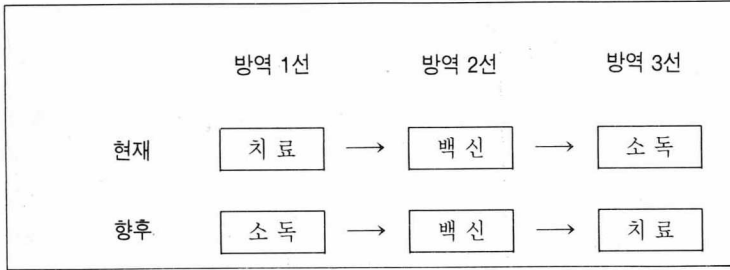 방역 1선 방역 2선 방역 3선
현재 치료 → 백신 → 소독
향후 소독 → 백신 → 치료